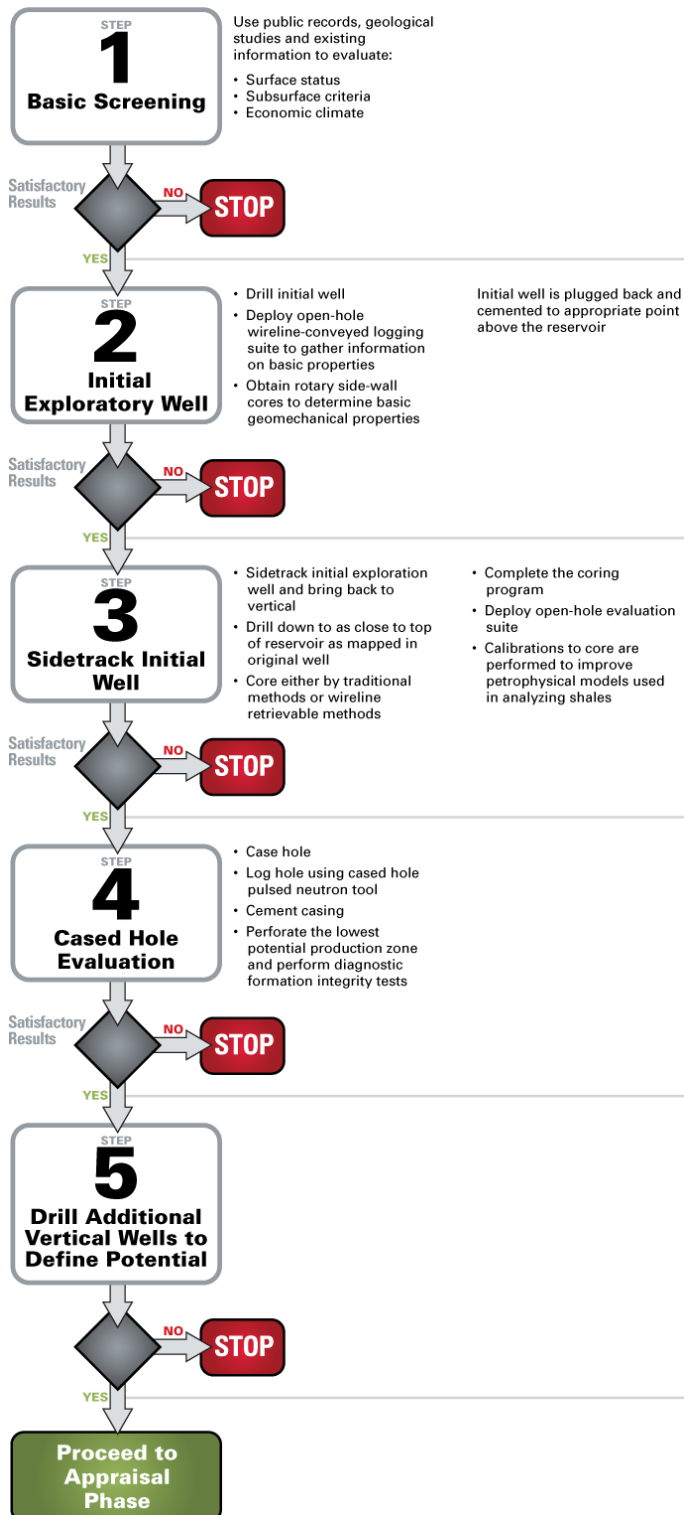 STEP
1
Basic Screening
Use public records, geological
studies and existing
information to evaluate:
• Surface status
• Subsurface criteria
• Economic climate
Satisfactory
Results
NO
STOP
YES
STEP
2
Initial
Exploratory Well
• Drill initial well
• Deploy open-hole
wireline-conveyed logging
suite to gather information
on basic properties
• Obtain rotary side-wall
cores to determine basic
geomechanical properties
Initial well is plugged back and
cemented to appropriate point
above the reservoir
Satisfactory
Results
NO
STOP
YES
STEP
3
Sidetrack Initial
Well
• Sidetrack initial exploration
well and bring back to
vertical
• Drill down to as close to top
of reservoir as mapped in
original well
• Core either by traditional
methods or wireline
retrievable methods
• Complete the coring
program
• Deploy open-hole evaluation
suite
• Calibrations to core are
performed to improve
petrophysical models used
in analyzing shales
Satisfactory
Results
NO
STOP
YES
STEP
4
Cased Hole
Evaluation
• Case hole
• Log hole using cased hole
pulsed neutron tool
• Cement casing
• Perforate the lowest
potential production zone
and perform diagnostic
formation integrity tests
Satisfactory
Results
NO
STOP
YES
STEP
5
Drill Additional
Vertical Wells to
Define Potential
NO
STOP
YES
Proceed to
Appraisal
Phase